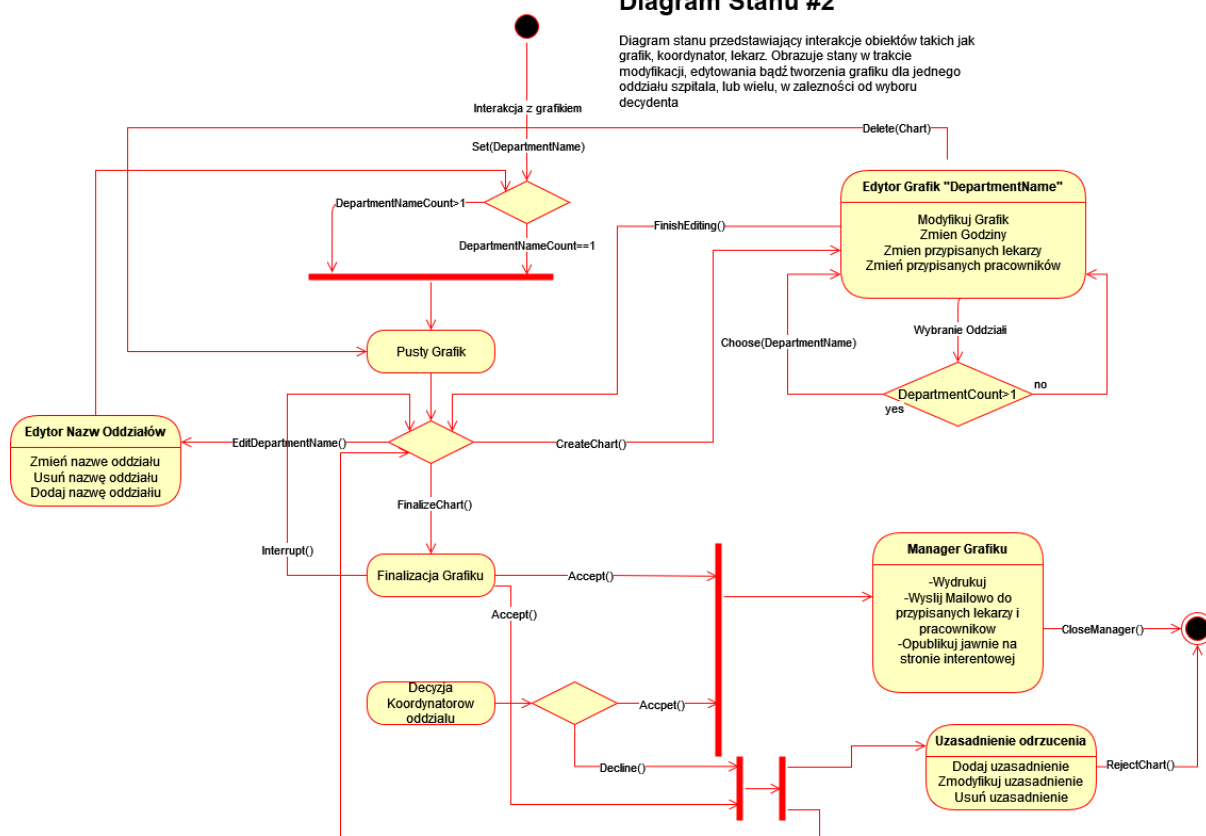 Diagram Stanu #2
Diagram stanu przedstawiający interakcje obiektów takich jak
grafik, koordynator, lekarz. Obrazuje stany w trakcie
modyfikacji, edytowania bądź tworzenia grafiku dla jednego
oddziału szpitala, lub wielu, w zalezności od wyboru
decydenta
Interakcja z grafikiem
Delete(Chart)
Set(DepartmentName)
Edytor Grafik "DepartmentName"
Modyfikuj Grafik
Zmien Godziny
Zmien przypisanych lekarzy
Zmień przypisanych pracowników
DepartmentNameCount>1
FinishEditing()
DepartmentNameCount==1
Wybranie Oddziałi
Choose(DepartmentName)
Pusty Grafik
DepartmentCount>1
no
yes
Edytor Nazw Oddziałów
Zmień nazwe oddziału
Usuń nazwę oddziału
Dodaj nazwę oddziałiu
EditDepartmentName()
CreateChart()
FinalizeChart()
Interrupt()
Finalizacja Grafiku
Accept()
Accept()
Manager Grafiku
-Wydrukuj
-Wyslij Mailowo do
przypisanych lekarzy i
pracownikow
-Opublikuj jawnie na
stronie interentowej
CloseManager()
Decyzja
Koordynatorow
oddzialu
Accpet()
Decline()
Uzasadnienie odrzucenia
Dodaj uzasadnienie
Zmodyfikuj uzasadnienie
Usuń uzasadnienie
RejectChart()